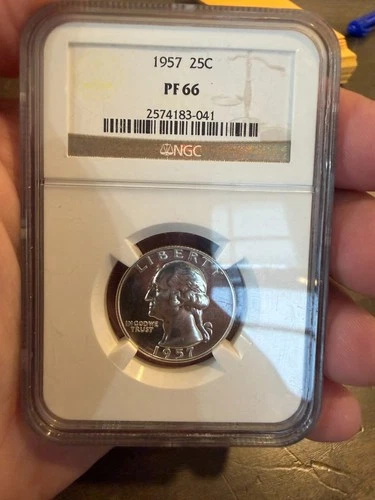 1957 25C
PF 66
2574183-041
NGC
LIBERTY
IN GOD WE
TRUST
1957